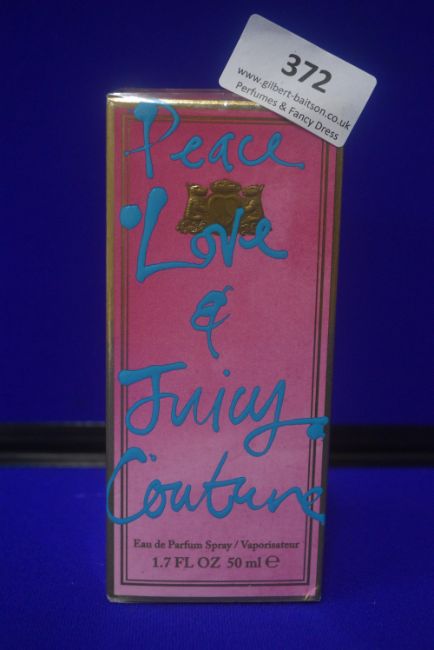 372
www.gilbert-baitson.co.uk
Perfumes & Fancy Dress
Peace
Love
&
Juicy
Couture
Eau de Parfum Spray / Vaporisateur
1.7 FL OZ 50 ml ℮